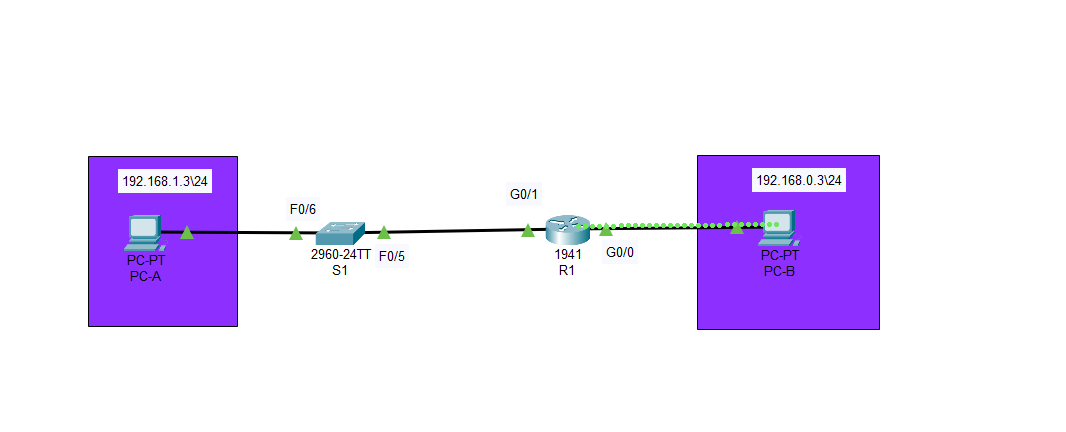 192.168.1.3\24
PC-PT
PC-A
F0/6
2960-24TT
S1
F0/5
G0/1
1941
R1
G0/0
192.168.0.3\24
PC-PT
PC-B